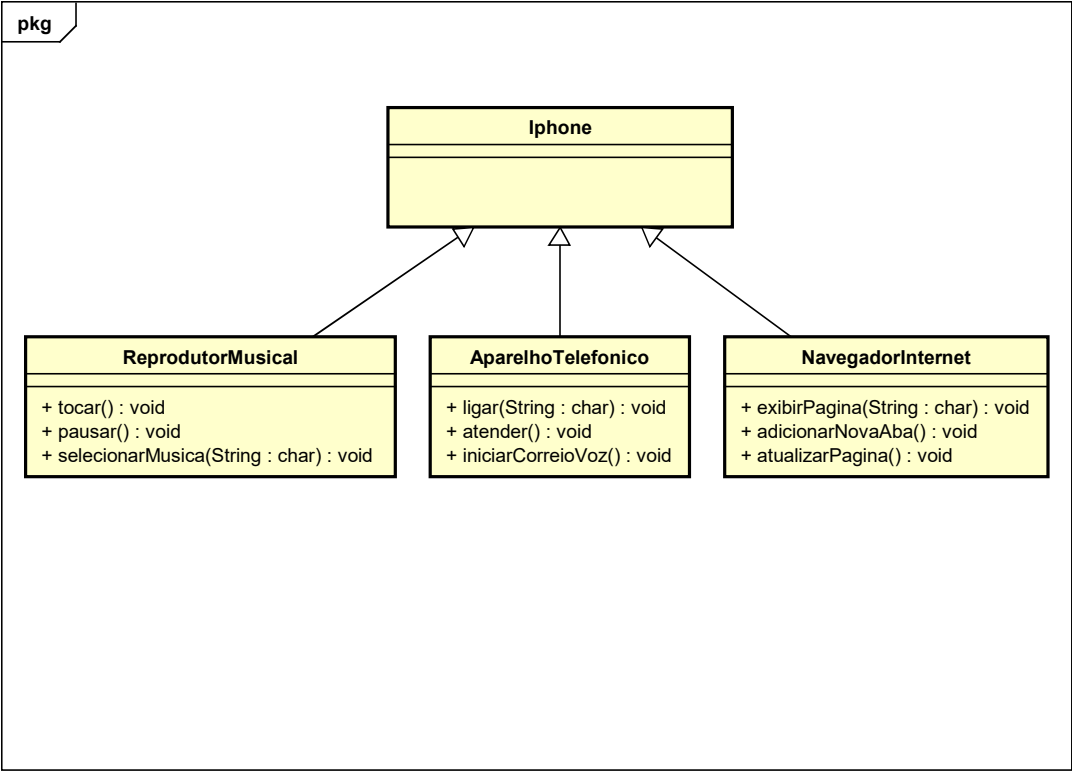 pkg
Iphone
ReprodutorMusical
+ tocar() : void
+ pausar() : void
+ selecionarMusica(String : char) : void
AparelhoTelefonico
+ ligar(String : char) : void
+ atender() : void
+ iniciarCorreioVoz() : void
NavegadorInternet
+ exibirPagina(String : char) : void
+ adicionarNovaAba() : void
+ atualizarPagina() : void